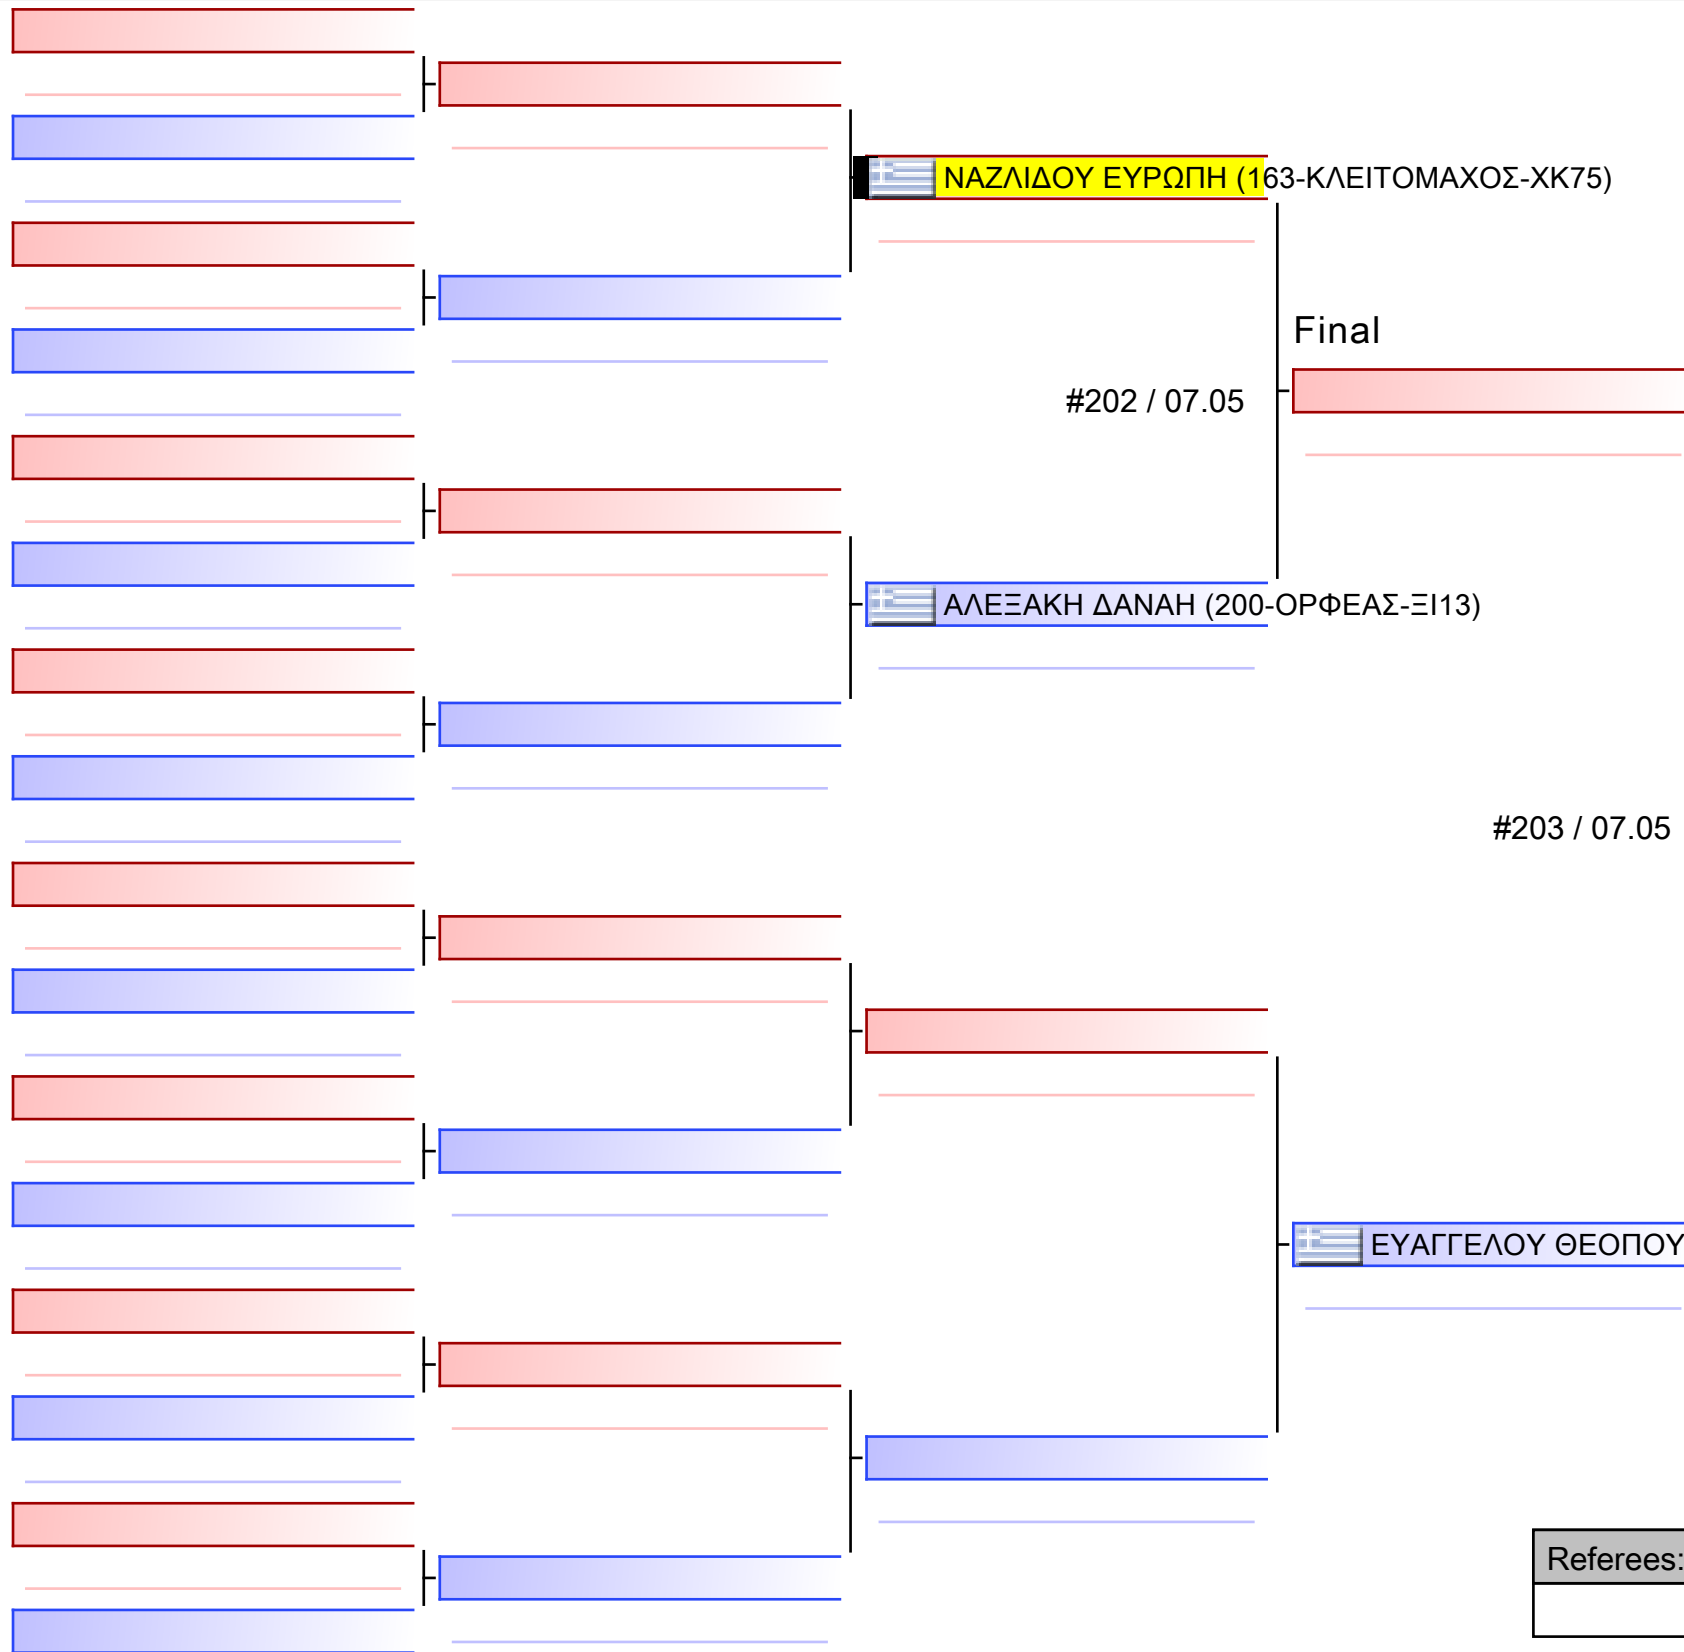 ΝΑΖΛΙΔΟΥ ΕΥΡΩΠΗ (163-ΚΛΕΙΤΟΜΑΧΟΣ-ΧΚ75)
Final
#202 / 07.05
ΑΛΕΞΑΚΗ ΔΑΝΑΗ (200-ΟΡΦΕΑΣ-ΞΙ13)
#203 / 07.05
ΕΥΑΓΓΕΛΟΥ ΘΕΟΠΟΥ
Referees: